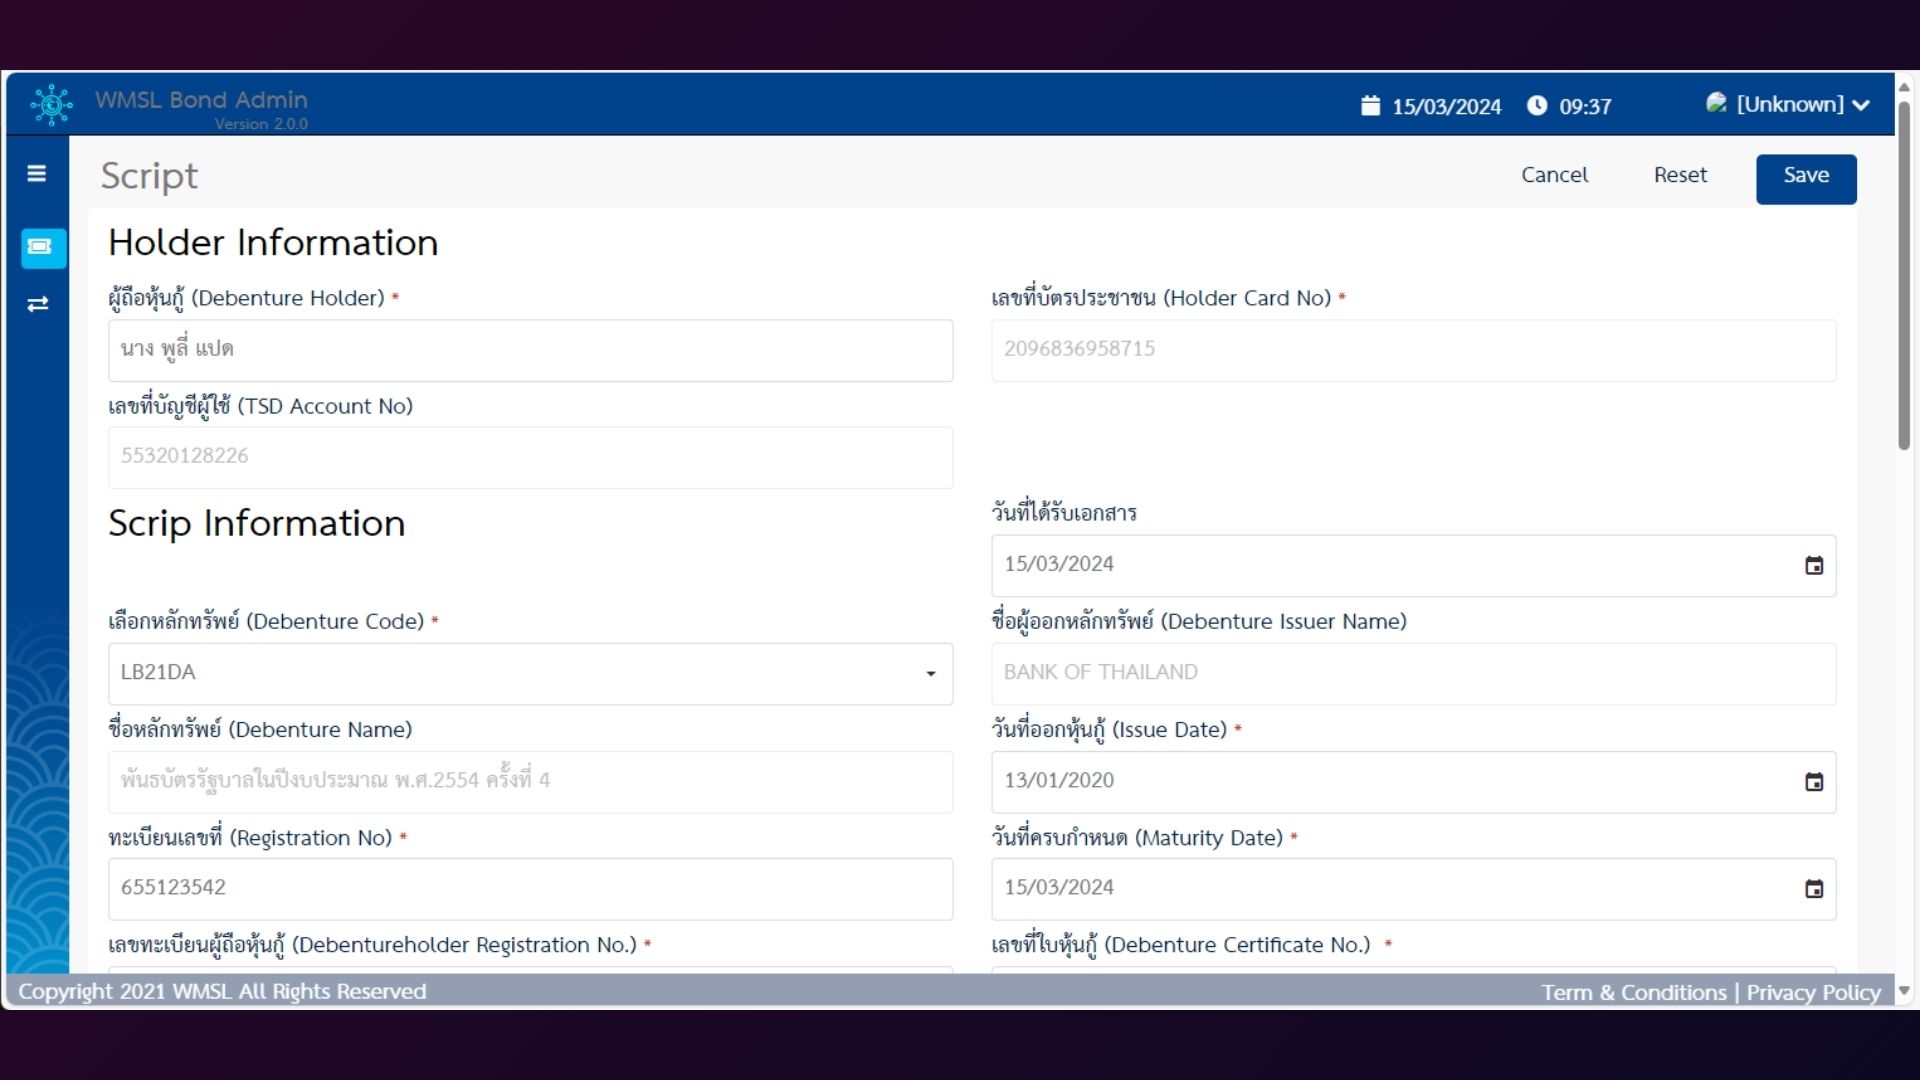 WMSL Bond Admin
Version 2.0.0
15/03/2024 09:37 [Unknown]
Script
Cancel Reset Save
Holder Information
ผู้ถือหุ้นกู้ (Debenture Holder) *
เลขที่บัตรประชาชน (Holder Card No) *
นาง พูลี่ แปด
2096836958715
เลขที่บัญชีผู้ใช้ (TSD Account No)
55320128226
Scrip Information
วันที่ได้รับเอกสาร
15/03/2024
เลือกหลักทรัพย์ (Debenture Code) *
ชื่อผู้ออกหลักทรัพย์ (Debenture Issuer Name)
LB21DA
BANK OF THAILAND
ชื่อหลักทรัพย์ (Debenture Name)
วันที่ออกหุ้นกู้ (Issue Date) *
พันธบัตรรัฐบาลในปีงบประมาณ พ.ศ.2554 ครั้งที่ 4
13/01/2020
ทะเบียนเลขที่ (Registration No) *
วันที่ครบกำหนด (Maturity Date) *
655123542
15/03/2024
เลขทะเบียนผู้ถือหุ้นกู้ (Debentureholder Registration No.) *
เลขที่ใบหุ้นกู้ (Debenture Certificate No.) *
Copyright 2021 WMSL All Rights Reserved
Term & Conditions | Privacy Policy